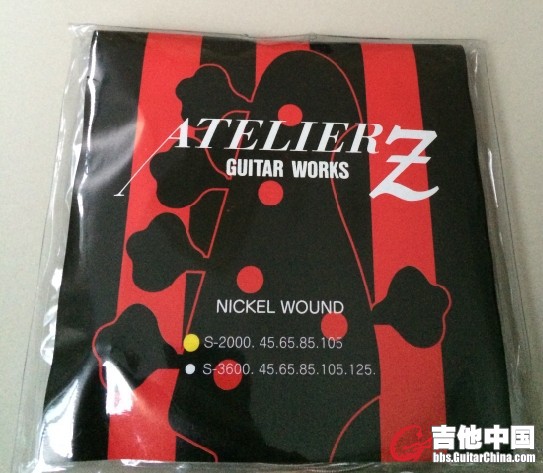 ATELIER Z
GUITAR WORKS
NICKEL WOUND
S-2000. 45.65.85.105
S-3600. 45.65.85.105.125.
吉他中国
bbs.GuitarChina.com